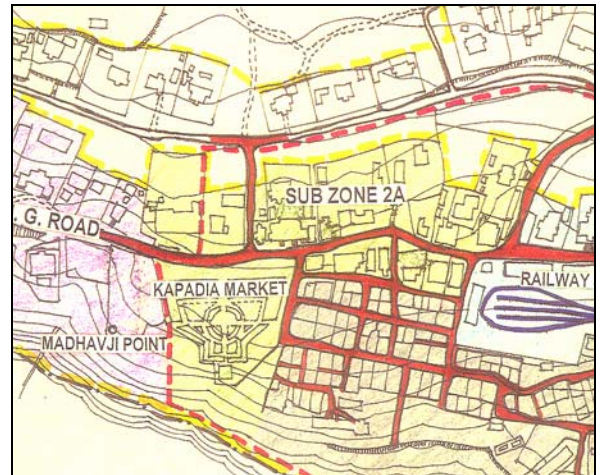 SUB ZONE 2A
. G. ROAD
RAILWAY
KAPADIA MARKET
MADHAVJI POINT